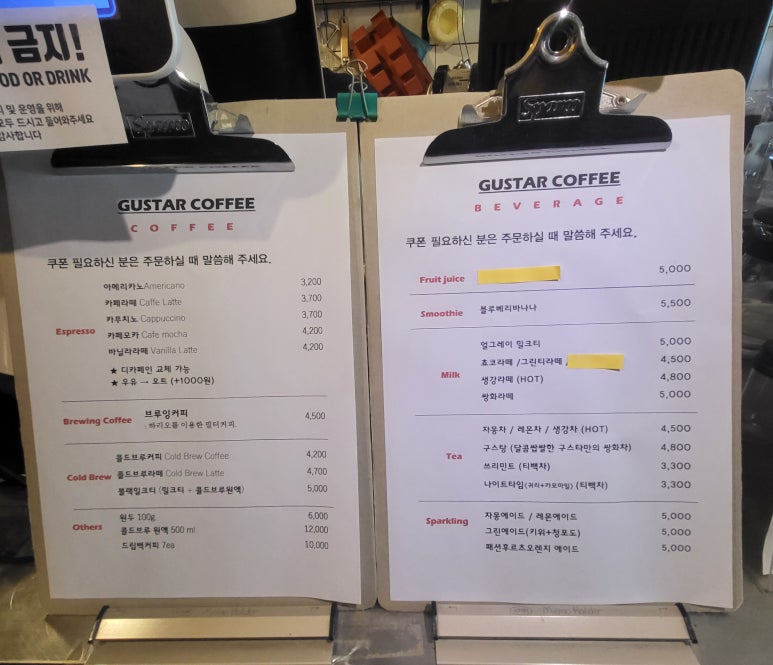 금지!
OOD OR DRINK
및 운영을 위해
모두 드시고 들어와주세요
감사합니다
Spamo
GUSTAR COFFEE
COFFEE
쿠폰 필요하신 분은 주문하실 때 말씀해 주세요.
Espresso
아메리카노Americano 3,200
카페라떼 Caffe Latte 3,700
카푸치노 Cappuccino 3,700
카페모카 Cafe mocha 4,200
바닐라라떼 Vanilla Latte 4,200
★ 디카페인 교체 가능
★ 우유 → 오트 (+1000원)
Brewing Coffee 브루잉커피 4,500
: 하리오를 이용한 필터커피.
Cold Brew
콜드브루커피 Cold Brew Coffee 4,200
콜드브루라떼 Cold Brew Latte 4,700
블랙밀크티 (밀크티 + 콜드브루원액) 5,000
Others
원두 100g 6,000
콜드브루 원액 500 ml 12,000
드립백커피 7ea 10,000
Spamo
GUSTAR COFFEE
BEVERAGE
쿠폰 필요하신 분은 주문하실 때 말씀해 주세요.
Fruit juice 5,000
Smoothie 블루베리바나나 5,500
Milk
얼그레이 밀크티 5,000
쵸코라떼 /그린티라떼 / 4,500
생강라떼 (HOT) 4,800
쌍화라떼 5,000
Tea
자몽차 / 레몬차 / 생강차 (HOT) 4,500
구스탕 (달콤쌉쌀한 구스타만의 쌍화차) 4,800
쓰리민트 (티백차) 3,300
나이트타임(귀리+카모마일) (티백차) 3,300
Sparkling
자몽에이드 / 레몬에이드 5,000
그린에이드(키위+청포도) 5,000
패션후르츠오렌지 에이드 5,000